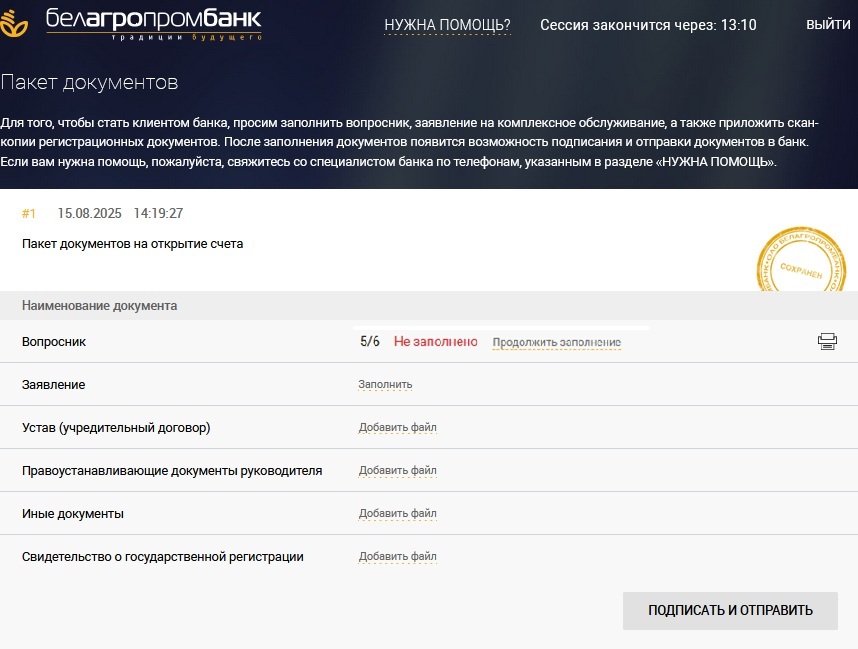 белагропромбанк
традиции будущего
НУЖНА ПОМОЩЬ?
Сессия закончится через: 13:10
ВЫЙТИ
Пакет документов
Для того, чтобы стать клиентом банка, просим заполнить вопросник, заявление на комплексное обслуживание, а также приложить скан-
копии регистрационных документов. После заполнения документов появится возможность подписания и отправки документов в банк.
Если вам нужна помощь, пожалуйста, свяжитесь со специалистом банка по телефонам, указанным в разделе «НУЖНА ПОМОЩЬ».
#1 15.08.2025 14:19:27
Пакет документов на открытие счета
СОХРАНЕН
Наименование документа
Вопросник 5/6 Не заполнено Продолжить заполнение
Заявление Заполнить
Устав (учредительный договор) Добавить файл
Правоустанавливающие документы руководителя Добавить файл
Иные документы Добавить файл
Свидетельство о государственной регистрации Добавить файл
ПОДПИСАТЬ И ОТПРАВИТЬ